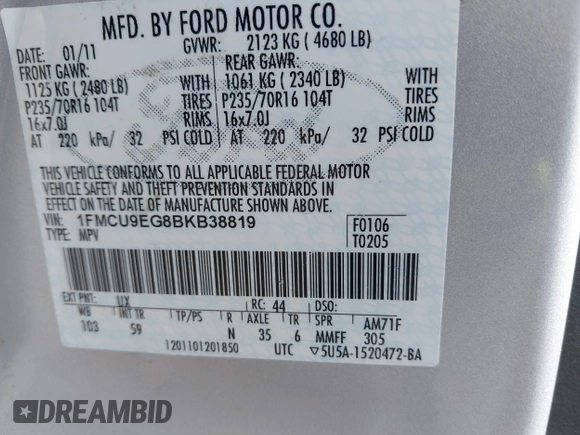 MFD. BY FORD MOTOR CO.
DATE: 01/11 GVWR: 2123 KG ( 4680 LB)
FRONT GAWR: REAR GAWR:
1125 KG ( 2480 LB) WITH 1061 KG ( 2340 LB) WITH
P235/70R16 104T TIRES P235/70R16 104T TIRES
16x7.0J RIMS 16x7.0J RIMS
AT 220 kPa/ 32 PSI COLD AT 220 kPa/ 32 PSI COLD
THIS VEHICLE CONFORMS TO ALL APPLICABLE FEDERAL MOTOR
VEHICLE SAFETY AND THEFT PREVENTION STANDARDS IN
EFFECT ON THE DATE OF MANUFACTURE SHOWN ABOVE.
VIN: 1FMCU9EG8BKB38819 F0106
TYPE: MPV T0205
EXT PNT: UX RC: 44 DSO:
WB INT TR TP/PS R AXLE TR SPR AM71F
103 59 N 35 6 MMFF 305
1201101201850 UTC ▽5U5A-1520472-BA
DREAMBID